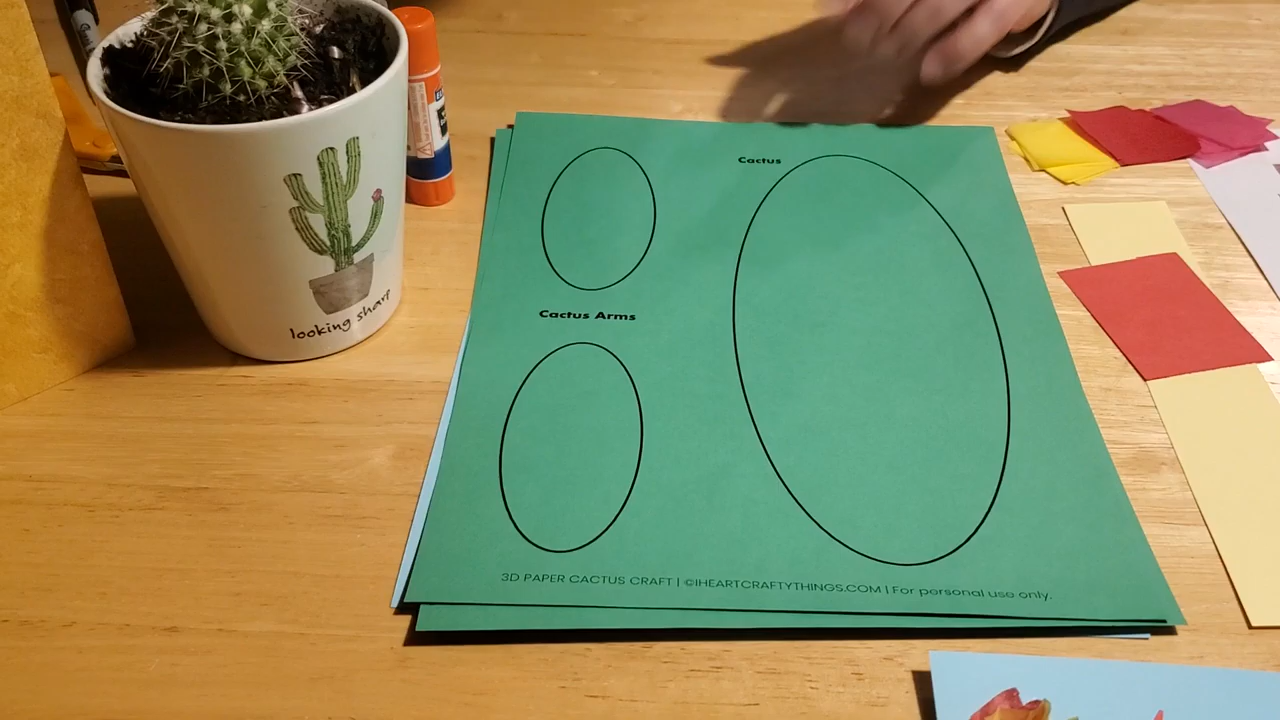 looking sharp
Cactus
Cactus Arms
3D PAPER CACTUS CRAFT | ©IHEARTCRAFTYTHINGS.COM | For personal use only.